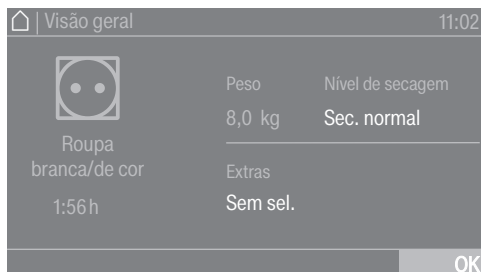 | Visão geral 11:02
Peso Nível de secagem
8,0 kg Sec. normal
Roupa
branca/de cor
1:56 h
Extras
Sem sel.
OK